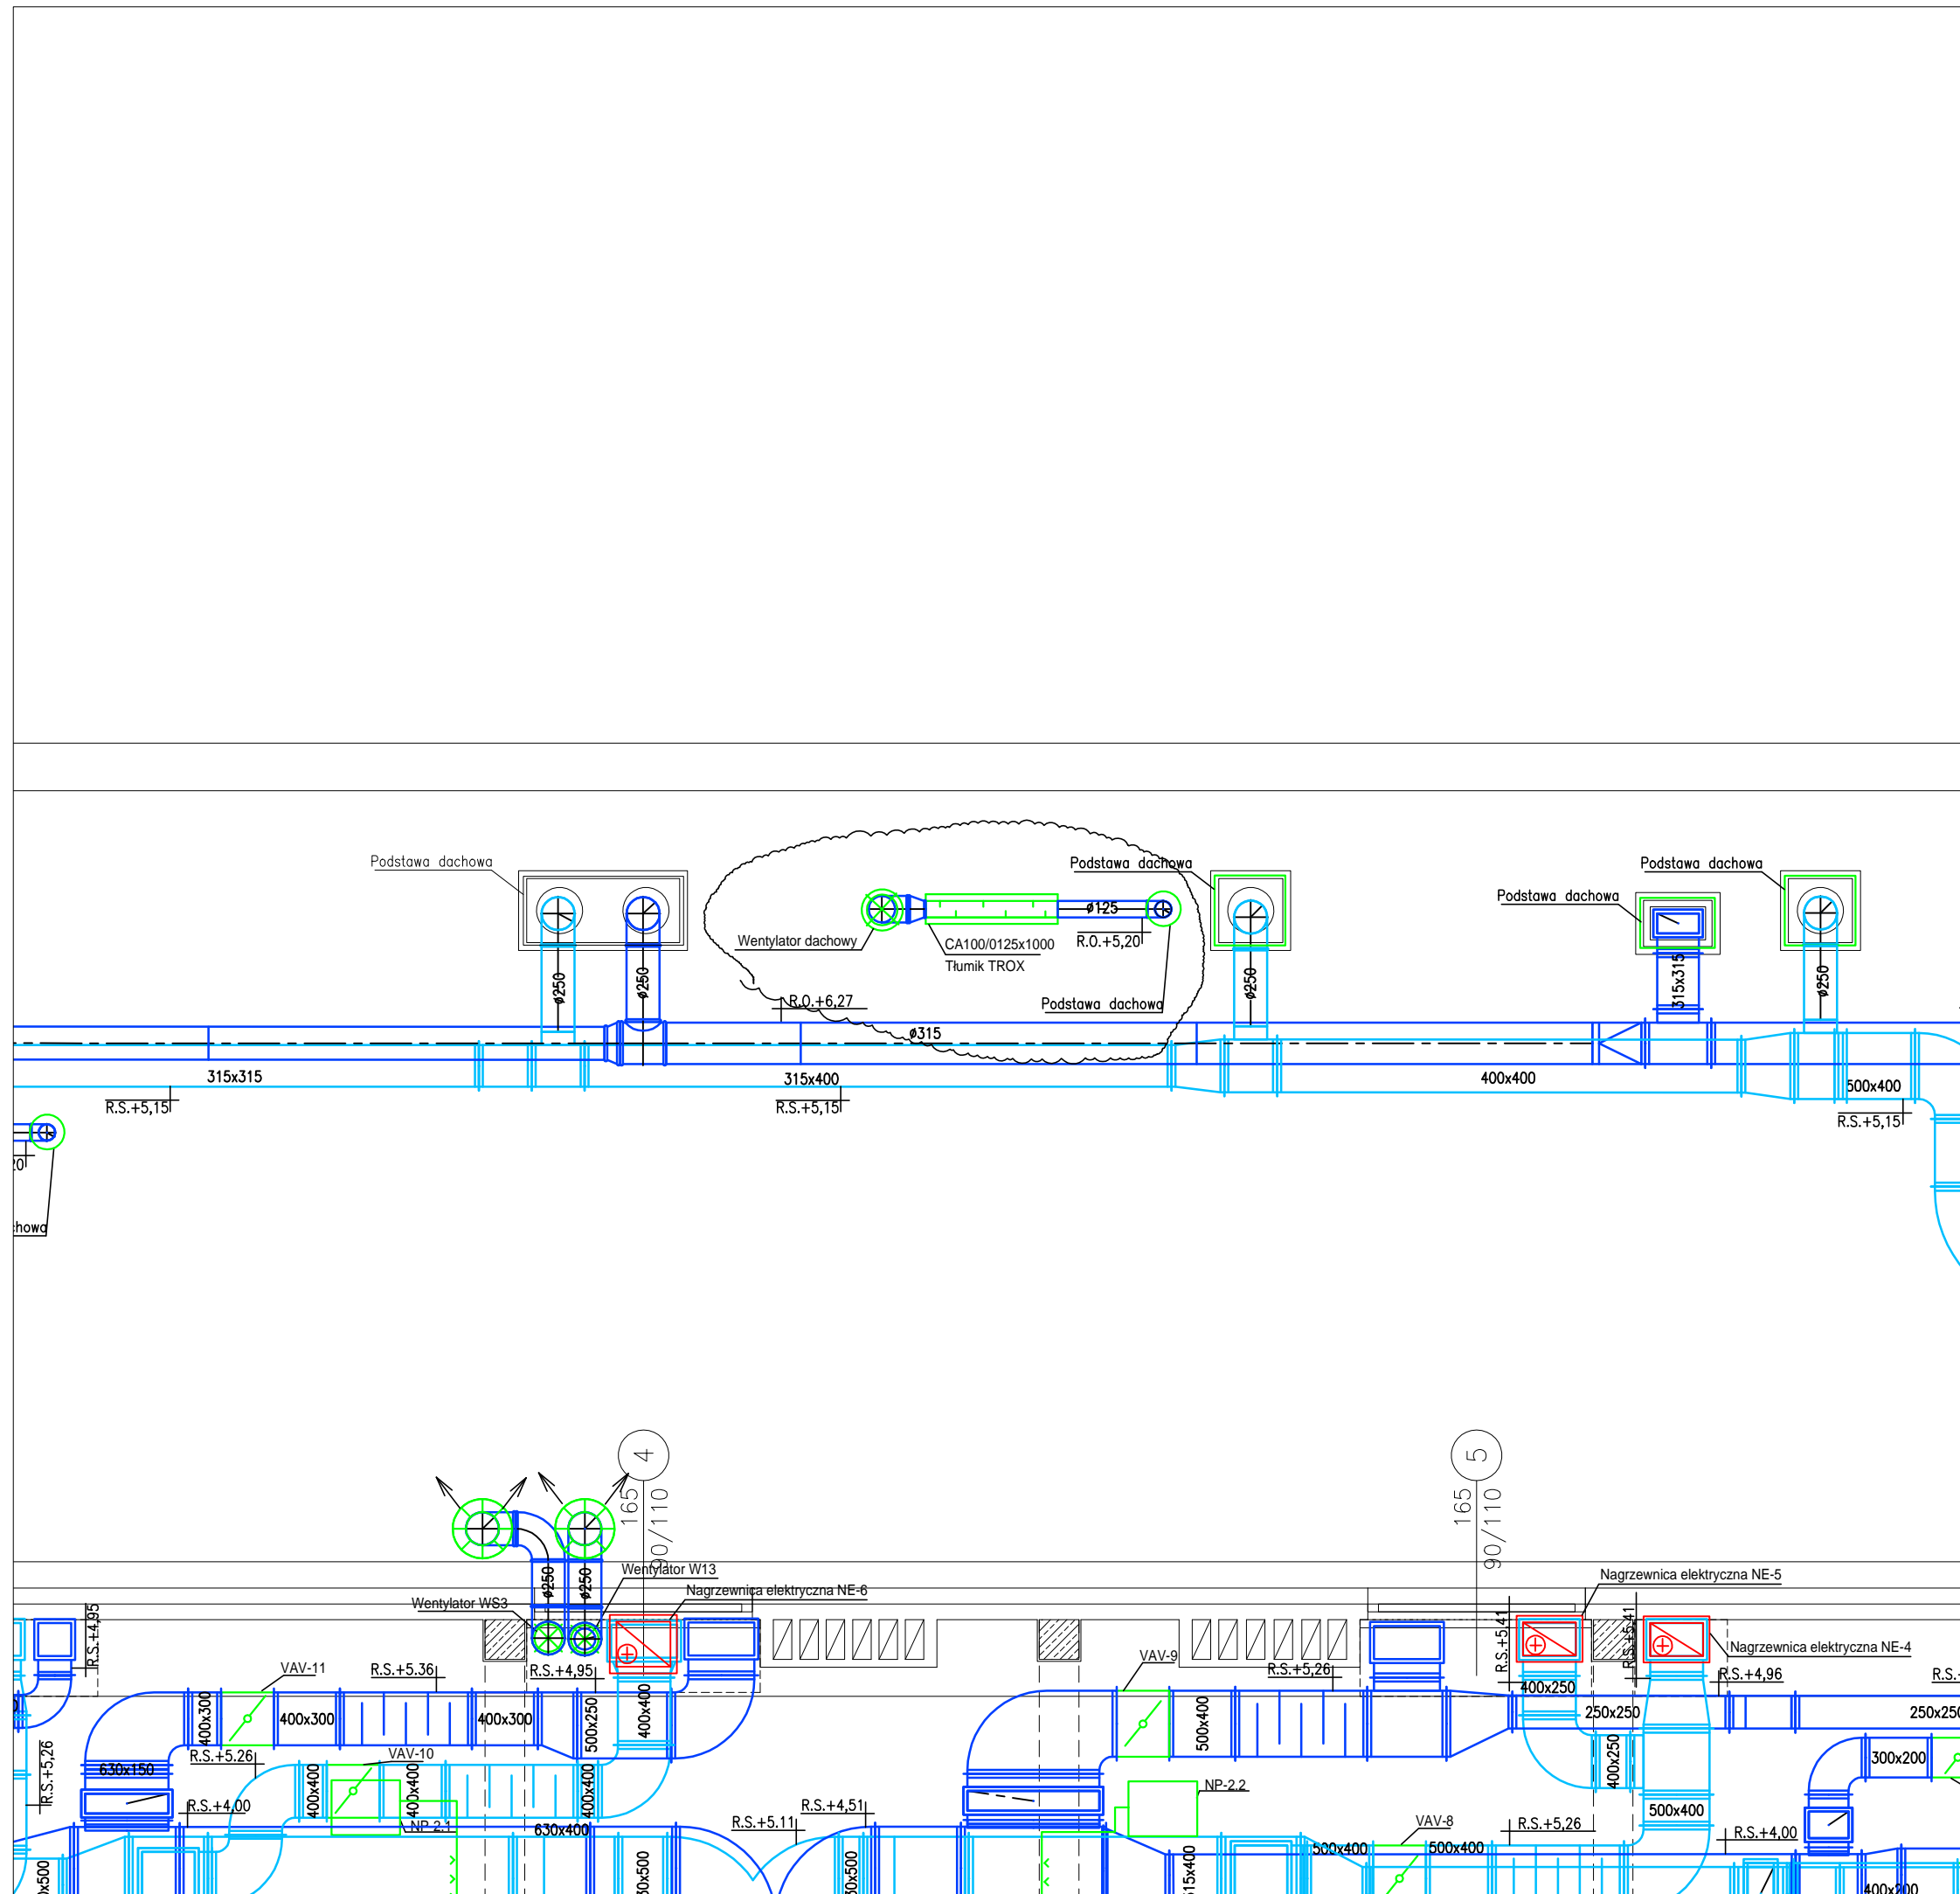 Podstawa dachowa
Podstawa dachowa
Podstawa dachowa
Podstawa dachowa
ø125
Wentylator dachowy
CA100/0125x1000
Tłumik TROX
R.O.+5,20
ø250
ø250
ø250
315x315
ø250
R.O.+6,27
Podstawa dachowa
ø315
315x315
315x400
400x400
500x400
R.S.+5,15
R.S.+5,15
R.S.+5,15
4
5
165
90/110
165
90/110
ø250
ø250
Wentylator W13
Nagrzewnica elektryczna NE-6
Wentylator WS3
Nagrzewnica elektryczna NE-5
Nagrzewnica elektryczna NE-4
R.S.+4,95
R.S.+5,41
R.S.+5,41
VAV-11
R.S.+5.36
R.S.+4,95
VAV-9
R.S.+5,26
R.S.+4,96
400x300
400x300
400x300
500x250
400x400
500x400
400x250
250x250
R.S.+5,26
630x150
R.S.+5.26
VAV-10
400x400
400x400
400x400
400x250
300x200
R.S.+4,00
NP-2.1
630x400
R.S.+5.11
R.S.+4,51
NP-2.2
VAV-8
R.S.+5,26
500x400
R.S.+4,00
500x400
500x400
400x200